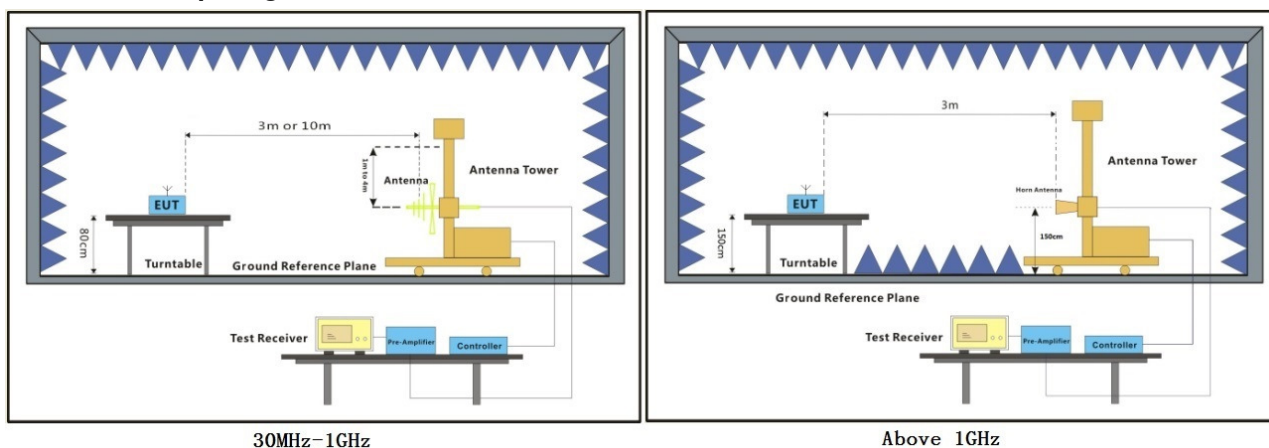 3m or 10m
1m to 4m
Antenna
Antenna Tower
EUT
80cm
Turntable
Ground Reference Plane
Test Receiver
Pre-Amplifier
Controller
30MHz-1GHz
3m
Antenna Tower
Horn Antenna
EUT
150cm
150cm
Turntable
Ground Reference Plane
Test Receiver
Pre-Amplifier
Controller
Above 1GHz